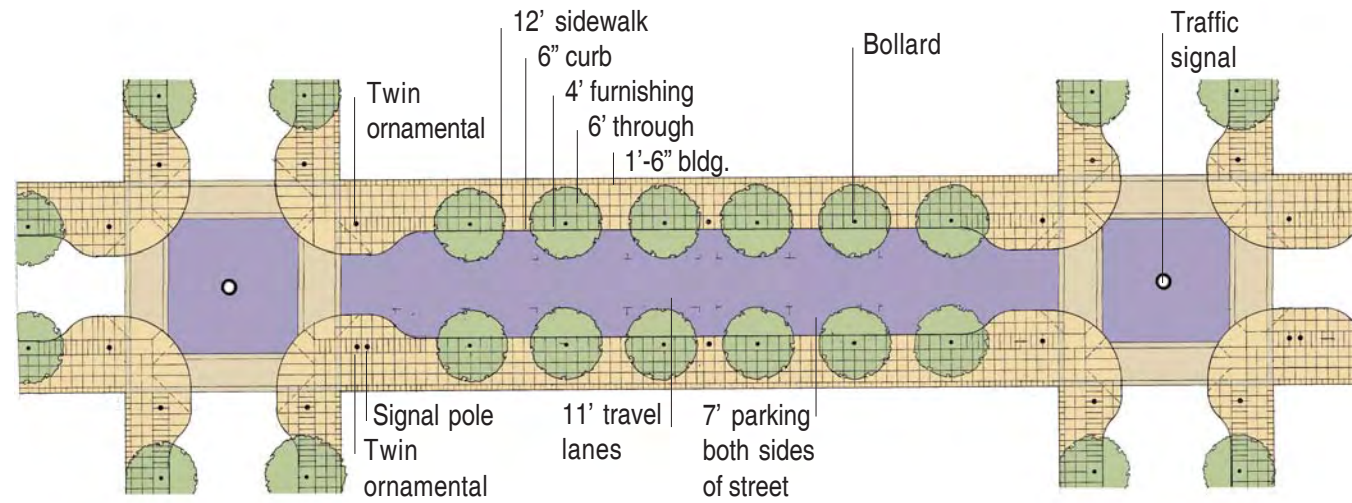 12’ sidewalk
6” curb
4’ furnishing
6’ through
1’-6” bldg.
Twin
ornamental
Bollard
Traffic
signal
Signal pole
Twin
ornamental
11’ travel
lanes
7’ parking
both sides
of street